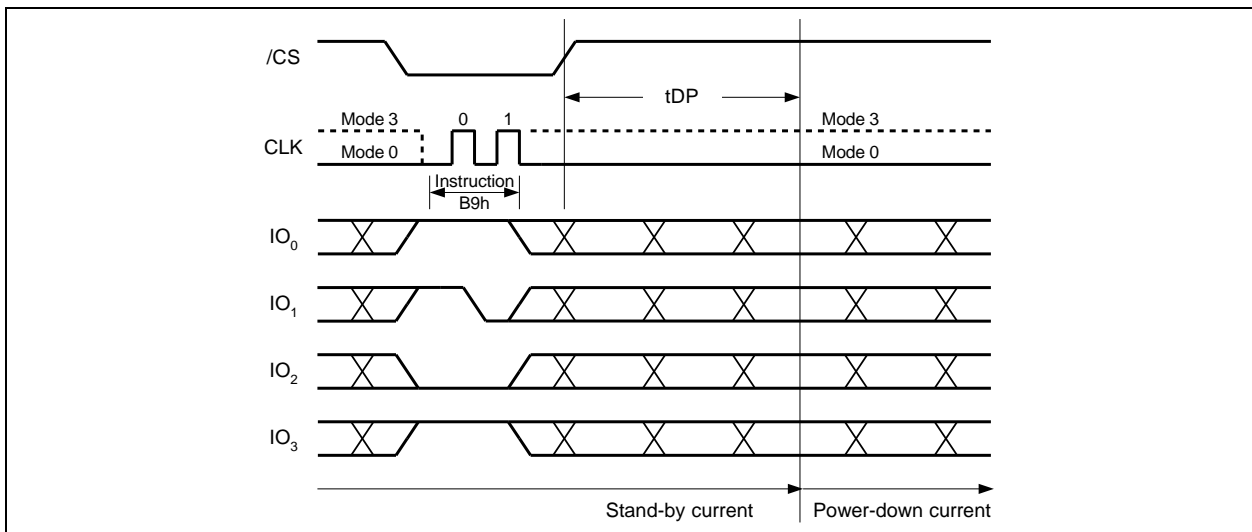 /CS
tDP
Mode 3 0 1 Mode 3
CLK
Mode 0 Mode 0
Instruction
B9h
IO0
IO1
IO2
IO3
Stand-by current Power-down current